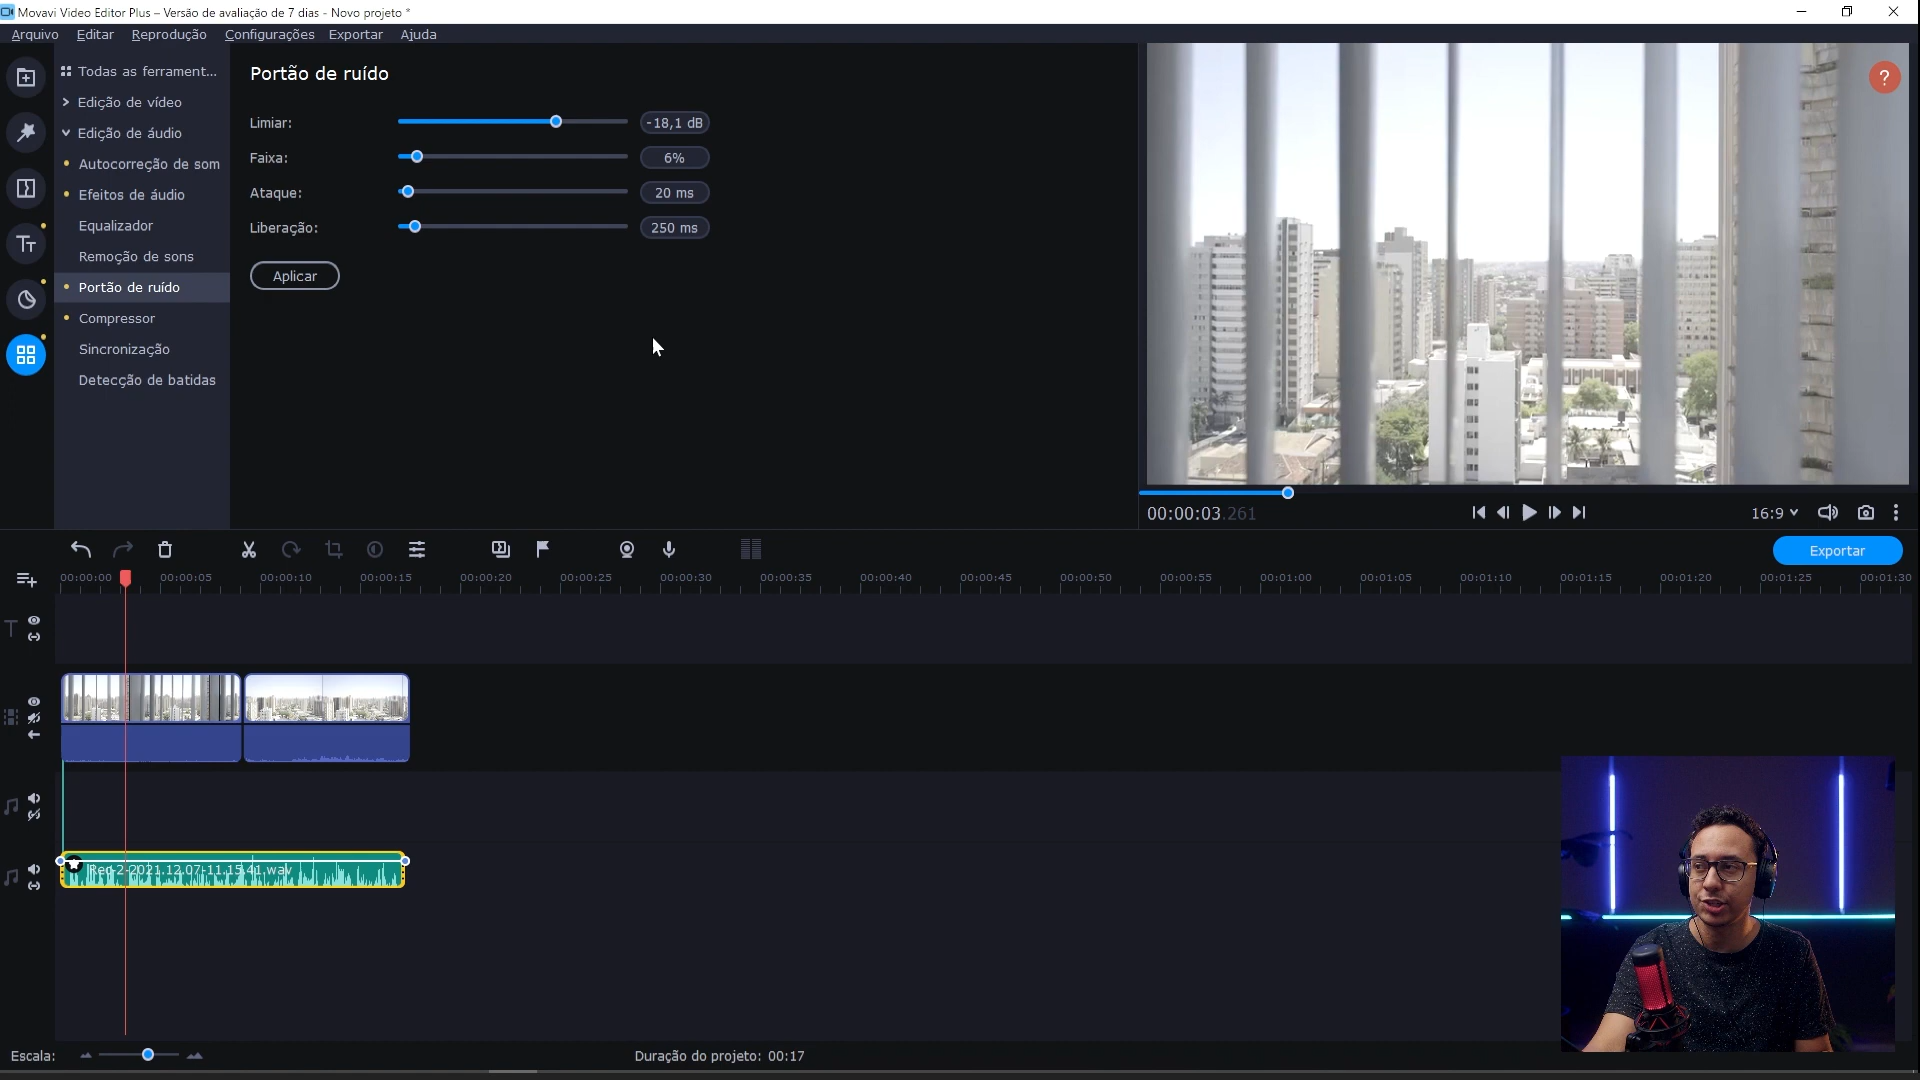 Movavi Video Editor Plus – Versão de avaliação de 7 dias - Novo projeto *
Arquivo Editar Reprodução Configurações Exportar Ajuda
Todas as ferrament...
Edição de vídeo
Edição de áudio
Autocorreção de som
Efeitos de áudio
Equalizador
Remoção de sons
Portão de ruído
Compressor
Sincronização
Detecção de batidas
Portão de ruído
Limiar: -18,1 dB
Faixa: 6%
Ataque: 20 ms
Liberação: 250 ms
Aplicar
?
00:00:03.261
16:9
Exportar
00:00:00 00:00:05 00:00:10 00:00:15 00:00:20 00:00:25 00:00:30 00:00:35 00:00:40 00:00:45 00:00:50 00:00:55 00:01:00 00:01:05 00:01:10 00:01:15 00:01:20 00:01:25 00:01:30
Rec-2-2021.12.07-11.15.41.wav
Escala:
Duração do projeto: 00:17